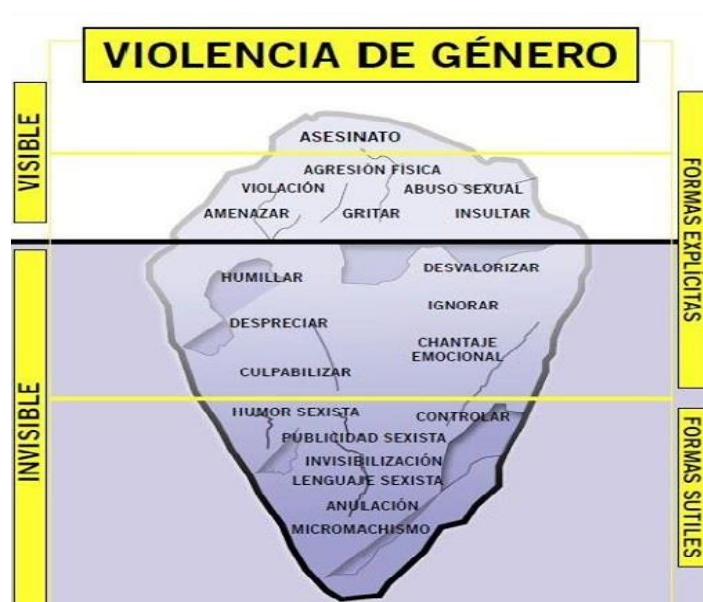 VIOLENCIA DE GÉNERO
VISIBLE
ASESINATO
AGRESIÓN FÍSICA
VIOLACIÓN
ABUSO SEXUAL
AMENAZAR
GRITAR
INSULTAR
FORMAS EXPLÍCITAS
INVISIBLE
HUMILLAR
DESVALORIZAR
IGNORAR
DESPRECIAR
CHANTAJE
EMOCIONAL
CULPABILIZAR
HUMOR SEXISTA
CONTROLAR
PUBLICIDAD SEXISTA
INVISIBILIZACIÓN
LENGUAJE SEXISTA
ANULACIÓN
MICROMACHISMO
FORMAS SUTILES